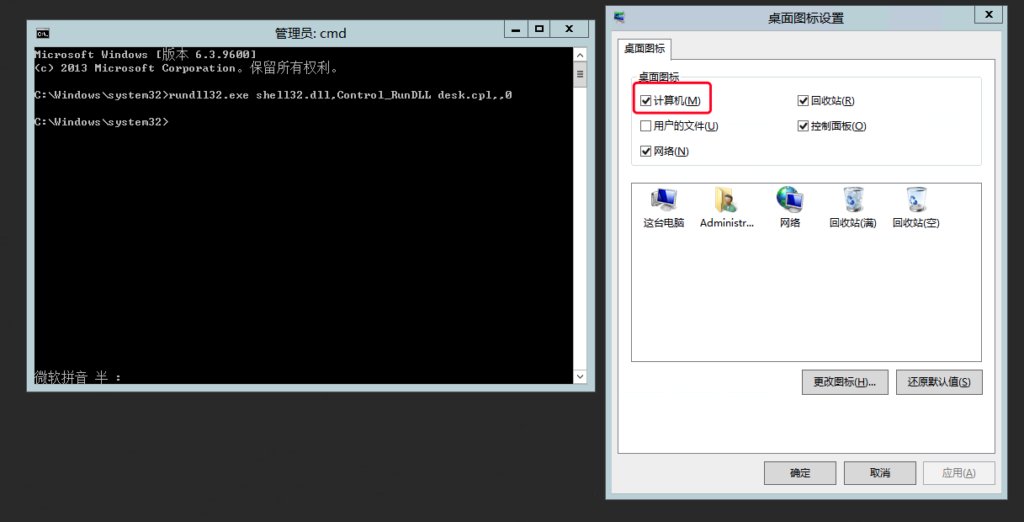 管理员: cmd
Microsoft Windows [版本 6.3.9600]
(c) 2013 Microsoft Corporation。保留所有权利。
C:\Windows\system32>rundll32.exe shell32.dll,Control_RunDLL desk.cpl,,0
C:\Windows\system32>
微软拼音 半 :
桌面图标设置
桌面图标
桌面图标
计算机(M)
回收站(R)
用户的文件(U)
控制面板(O)
网络(N)
这台电脑
Administr...
网络
回收站(满)
回收站(空)
更改图标(H)...
还原默认值(S)
确定
取消
应用(A)